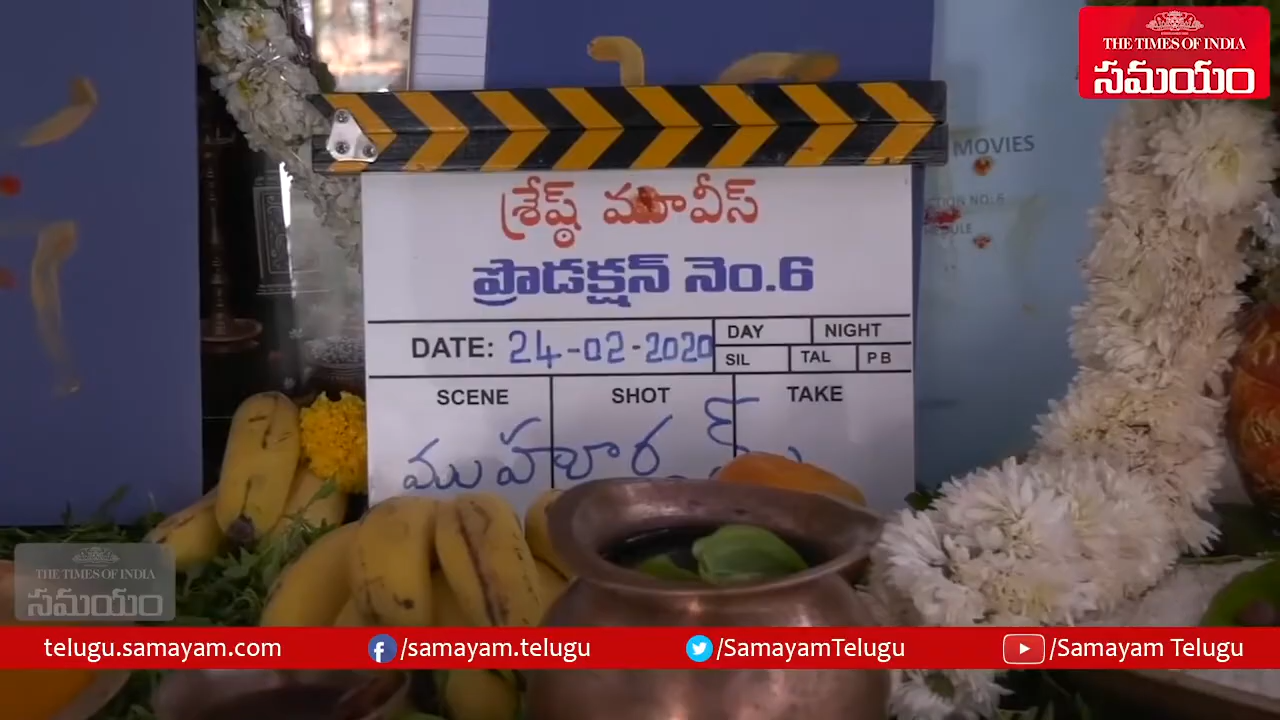 THE TIMES OF INDIA
సమయం
MOVIES
శ్రేష్ఠ్ మూవీస్
ప్రొడక్షన్ నెం.6
DATE: 24-02-2020 DAY NIGHT
SIL TAL PB
SCENE SHOT TAKE
THE TIMES OF INDIA
సమయం
telugu.samayam.com /samayam.telugu /SamayamTelugu /Samayam Telugu